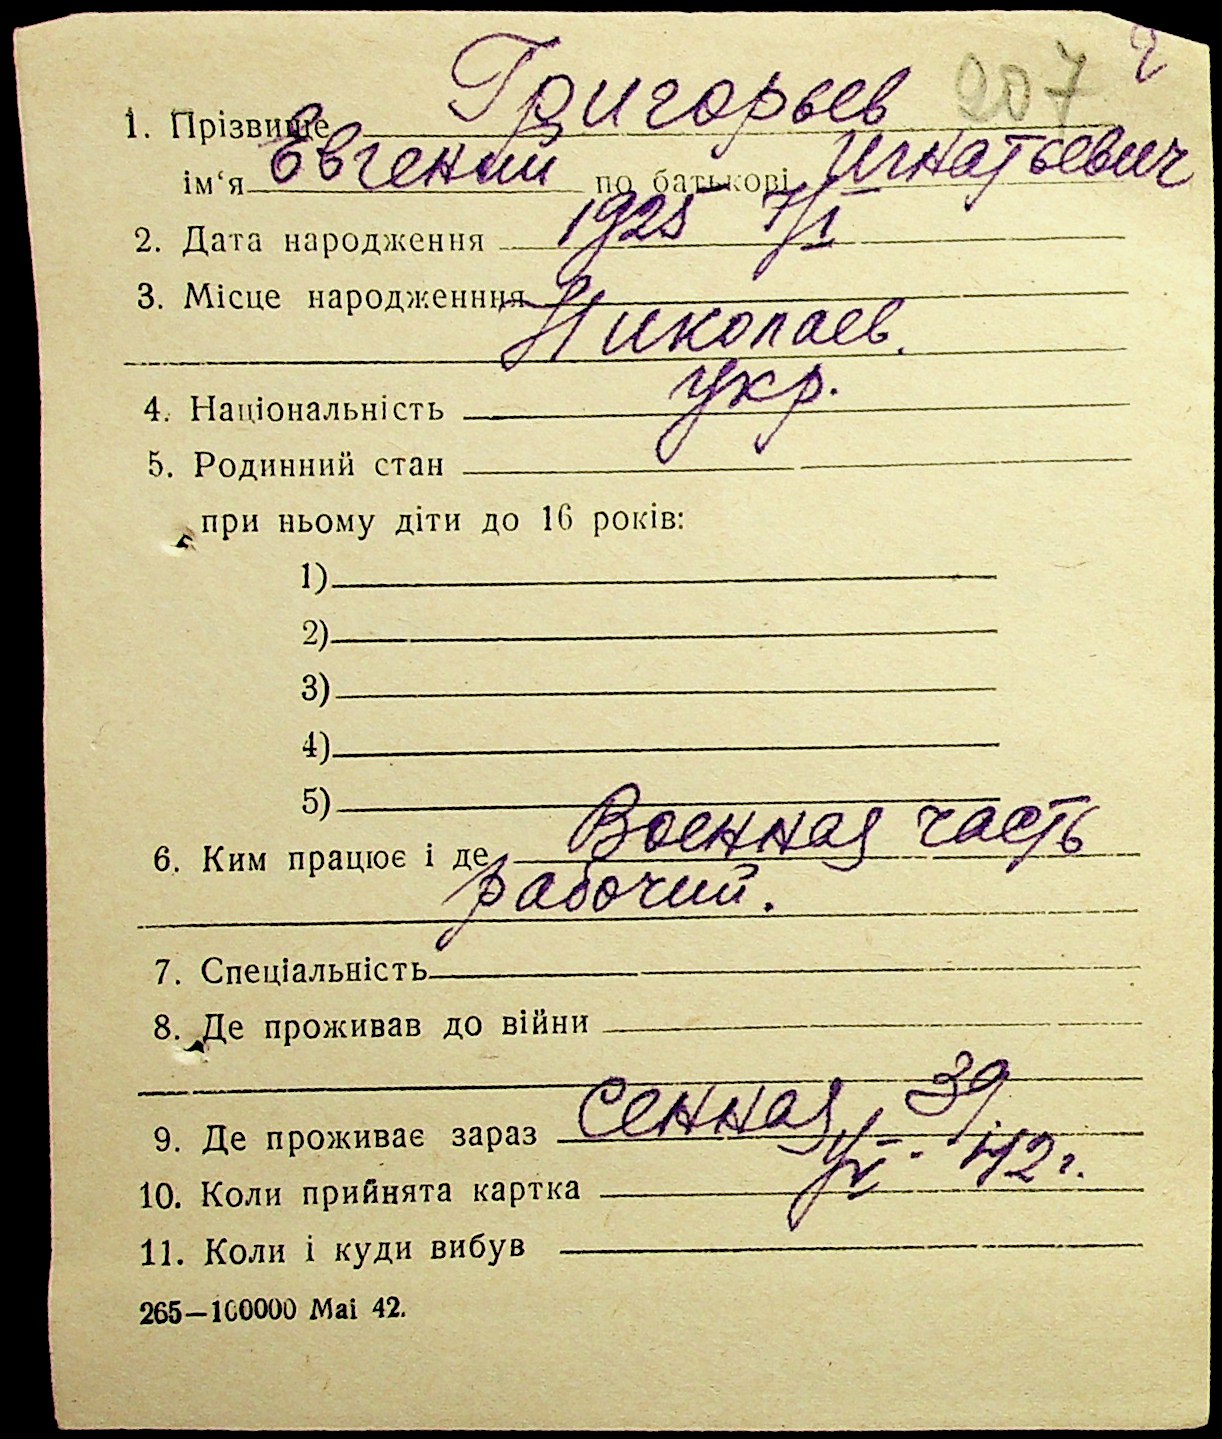 207
1. Прізвище Григорьев
ім‘я Евгений по батькові Игнатьевич
2. Дата народження 1925 7/I
3. Місце народженння Николаев.
4. Національність укр.
5. Родинний стан
при ньому діти до 16 років:
1)
2)
3)
4)
5)
6. Ким працює і де Военная часть
рабочий.
7. Спеціальність
8. Де проживав до війни
9. Де проживає зараз Сенная 39
10. Коли прийнята картка 42 г.
11. Коли і куди вибув
265—100000 Mai 42.